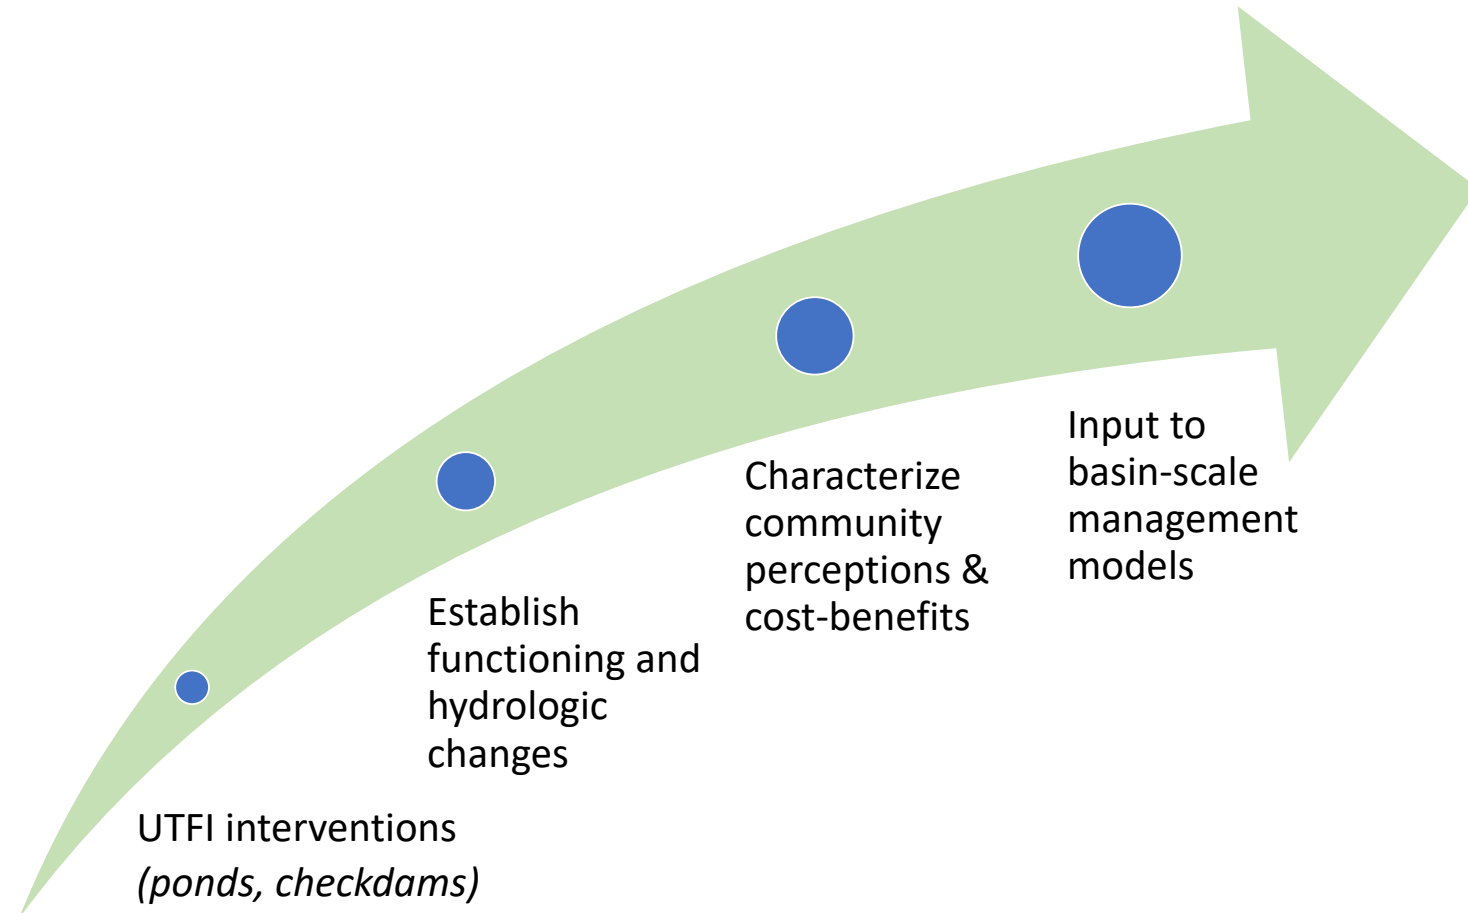 UTFI interventions
(ponds, checkdams)
Establish
functioning and
hydrologic
changes
Characterize
community
perceptions &
cost-benefits
Input to
basin-scale
management
models